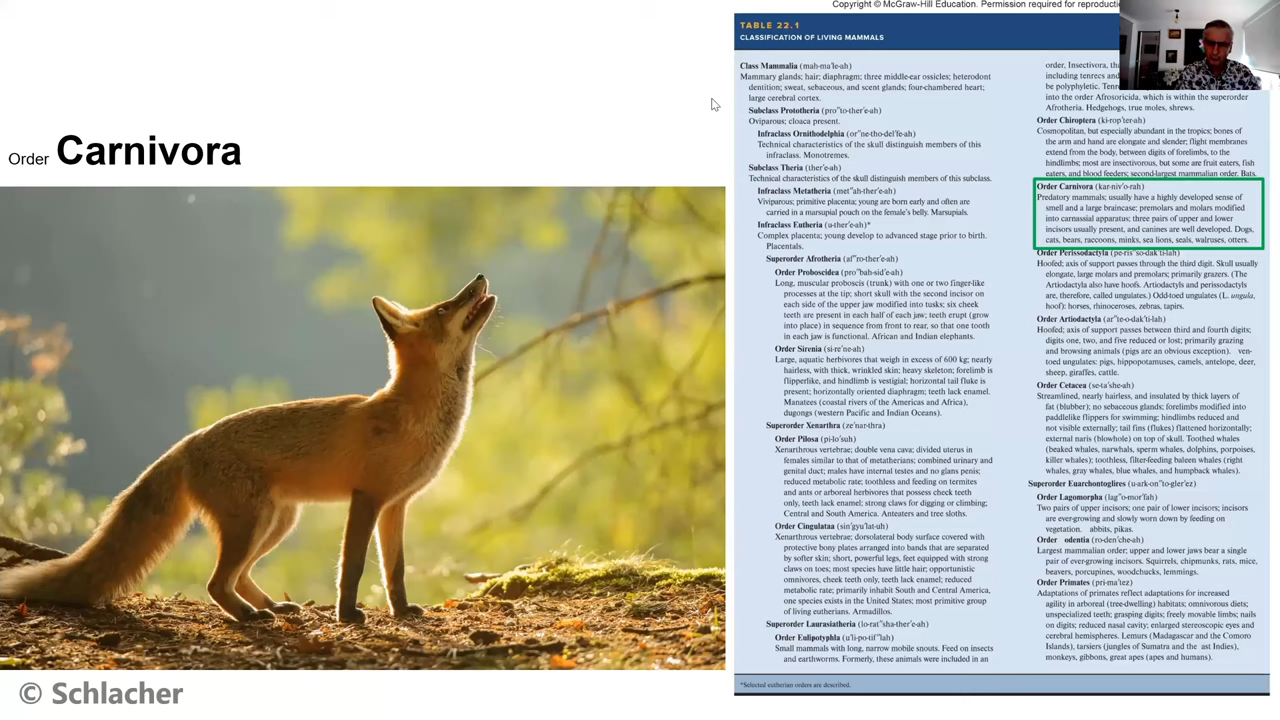 Copyright © McGraw-Hill Education. Permission required for reproducti
Order Carnivora
© Schlacher
TABLE 22.1
CLASSIFICATION OF LIVING MAMMALS
Class Mammalia (mah-ma'le-ah)
Mammary glands; hair; diaphragm; three middle-ear ossicles; heterodont
dentition; sweat, sebaceous, and scent glands; four-chambered heart;
large cerebral cortex.
Subclass Prototheria (pro"to-ther'e-ah)
Oviparous; cloaca present.
Infraclass Ornithodelphia (or"ne-tho-del'fe-ah)
Technical characteristics of the skull distinguish members of this
infraclass. Monotremes.
Subclass Theria (ther'e-ah)
Technical characteristics of the skull distinguish members of this subclass.
Infraclass Metatheria (met"ah-ther'e-ah)
Viviparous; primitive placenta; young are born early and often are
carried in a marsupial pouch on the female's belly. Marsupials.
Infraclass Eutheria (u-ther'e-ah)*
Complex placenta; young develop to advanced stage prior to birth.
Placentals.
Superorder Afrotheria (af"ro-ther'e-ah)
Order Proboscidea (pro"bah-sid'e-ah)
Long, muscular proboscis (trunk) with one or two finger-like
processes at the tip; short skull with the second incisor on
each side of the upper jaw modified into tusks; six cheek
teeth are present in each half of each jaw; teeth erupt (grow
into place) in sequence from front to rear, so that one tooth
in each jaw is functional. African and Indian elephants.
Order Sirenia (si-re'ne-ah)
Large, aquatic herbivores that weigh in excess of 600 kg; nearly
hairless, with thick, wrinkled skin; heavy skeleton; forelimb is
flipperlike, and hindlimb is vestigial; horizontal tail fluke is
present; horizontally oriented diaphragm; teeth lack enamel.
Manatees (coastal rivers of the Americas and Africa),
dugongs (western Pacific and Indian Oceans).
Superorder Xenarthra (ze'nar-thra)
Order Pilosa (pi-lo'suh)
Xenarthrous vertebrae; double vena cava; divided uterus in
females similar to that of metatherians; combined urinary and
genital duct; males have internal testes and no glans penis;
reduced metabolic rate; toothless and feeding on termites
and ants or arboreal herbivores that possess cheek teeth
only, teeth lack enamel; strong claws for digging or climbing;
Central and South America. Anteaters and tree sloths.
Order Cingulataa (sin'gyu'lat-uh)
Xenarthrous vertebrae; dorsolateral body surface covered with
protective bony plates arranged into bands that are separated
by softer skin; short, powerful legs, feet equipped with strong
claws on toes; most species have little hair; opportunistic
omnivores, cheek teeth only, teeth lack enamel; reduced
metabolic rate; primarily inhabit South and Central America,
one species exists in the United States; most primitive group
of living eutherians. Armadillos.
Superorder Laurasiatheria (lo-rat"sha-ther'e-ah)
Order Eulipotyphla (u'li-po-tif"lah)
Small mammals with long, narrow mobile snouts. Feed on insects
and earthworms. Formerly, these animals were included in an
order, Insectivora, tha
including tenrecs and
be polyphyletic. Tenr
into the order Afrosoricida, which is within the superorder
Afrotheria. Hedgehogs, true moles, shrews.
Order Chiroptera (ki-rop'ter-ah)
Cosmopolitan, but especially abundant in the tropics; bones of
the arm and hand are elongate and slender; flight membranes
extend from the body, between digits of forelimbs, to the
hindlimbs; most are insectivorous, but some are fruit eaters, fish
eaters, and blood feeders; second-largest mammalian order. Bats.
Order Carnivora (kar-niv'o-rah)
Predatory mammals; usually have a highly developed sense of
smell and a large braincase; premolars and molars modified
into carnassial apparatus; three pairs of upper and lower
incisors usually present, and canines are well developed. Dogs,
cats, bears, raccoons, minks, sea lions, seals, walruses, otters.
Order Perissodactyla (pe-ris"so-dak'ti-lah)
Hoofed; axis of support passes through the third digit. Skull usually
elongate, large molars and premolars; primarily grazers. (The
Artiodactyla also have hoofs. Artiodactyls and perissodactyls
are, therefore, called ungulates.) Odd-toed ungulates (L. ungula,
hoof): horses, rhinoceroses, zebras, tapirs.
Order Artiodactyla (ar"te-o-dak'ti-lah)
Hoofed; axis of support passes between third and fourth digits;
digits one, two, and five reduced or lost; primarily grazing
and browsing animals (pigs are an obvious exception). ven-
toed ungulates: pigs, hippopotamuses, camels, antelope, deer,
sheep, giraffes, cattle.
Order Cetacea (se-ta'she-ah)
Streamlined, nearly hairless, and insulated by thick layers of
fat (blubber); no sebaceous glands; forelimbs modified into
paddlelike flippers for swimming; hindlimbs reduced and
not visible externally; tail fins (flukes) flattened horizontally;
external naris (blowhole) on top of skull. Toothed whales
(beaked whales, narwhals, sperm whales, dolphins, porpoises,
killer whales); toothless, filter-feeding baleen whales (right
whales, gray whales, blue whales, and humpback whales).
Superorder Euarchontoglires (u-ark-on"to-gler'ez)
Order Lagomorpha (lag"o-mor'fah)
Two pairs of upper incisors; one pair of lower incisors; incisors
are ever-growing and slowly worn down by feeding on
vegetation. abbits, pikas.
Order odentia (ro-den'che-ah)
Largest mammalian order; upper and lower jaws bear a single
pair of ever-growing incisors. Squirrels, chipmunks, rats, mice,
beavers, porcupines, woodchucks, lemmings.
Order Primates (pri-ma'tez)
Adaptations of primates reflect adaptations for increased
agility in arboreal (tree-dwelling) habitats; omnivorous diets;
unspecialized teeth; grasping digits; freely movable limbs; nails
on digits; reduced nasal cavity; enlarged stereoscopic eyes and
cerebral hemispheres. Lemurs (Madagascar and the Comoro
Islands), tarsiers (jungles of Sumatra and the ast Indies),
monkeys, gibbons, great apes (apes and humans).
*Selected eutherian orders are described.